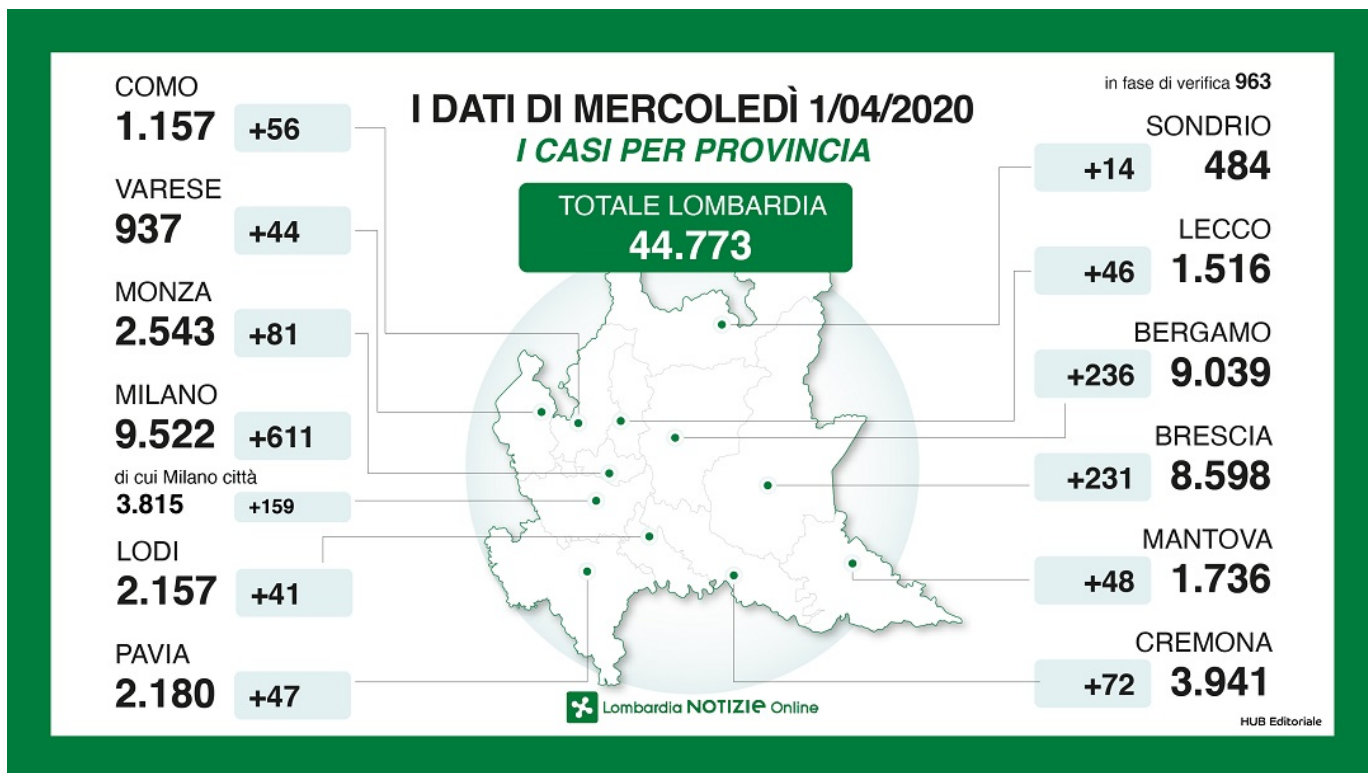 I DATI DI MERCOLEDÌ 1/04/2020
I CASI PER PROVINCIA
TOTALE LOMBARDIA
44.773
COMO
1.157 +56
VARESE
937 +44
MONZA
2.543 +81
MILANO
9.522 +611
di cui Milano città
3.815 +159
LODI
2.157 +41
PAVIA
2.180 +47
in fase di verifica 963
SONDRIO
+14 484
LECCO
+46 1.516
BERGAMO
+236 9.039
BRESCIA
+231 8.598
MANTOVA
+48 1.736
CREMONA
+72 3.941
Lombardia NOTIZIE Online
HUB Editoriale